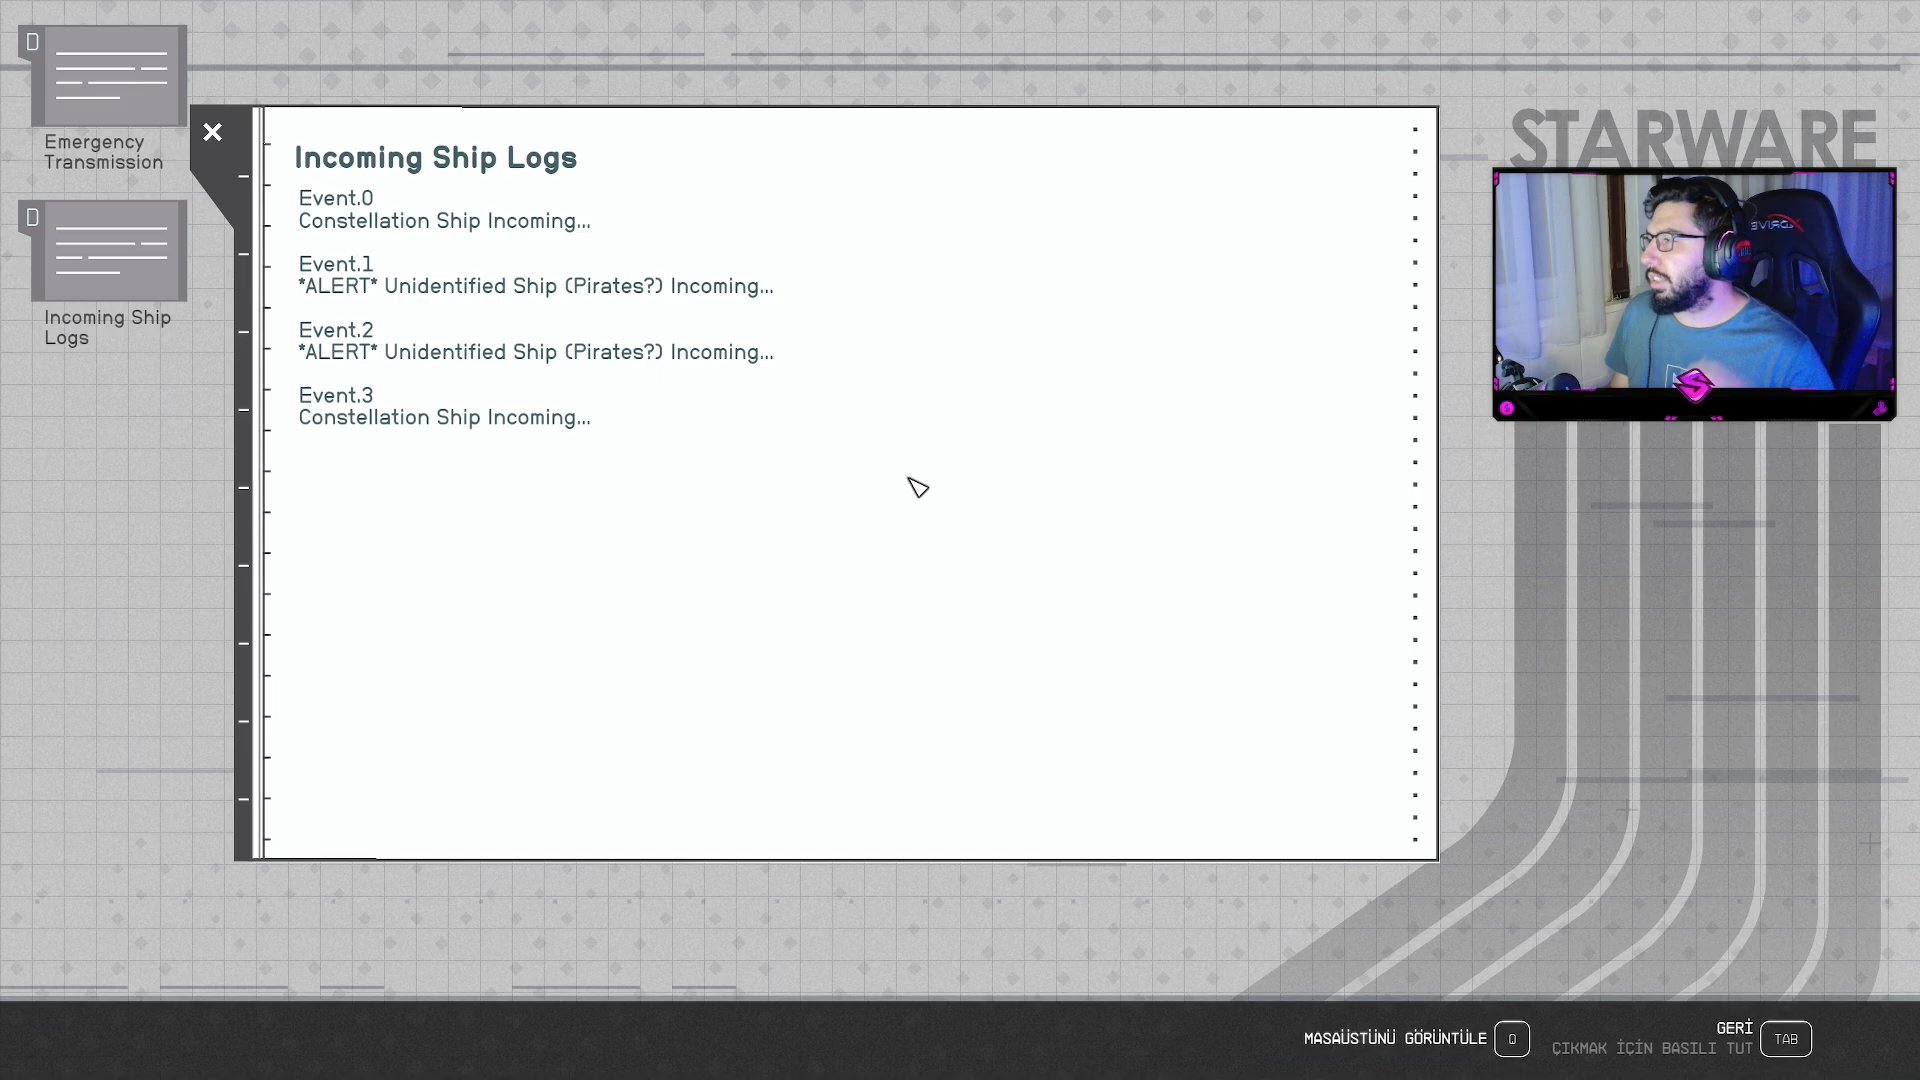 D
Emergency
Transmission
D
Incoming Ship
Logs
Incoming Ship Logs
Event.0
Constellation Ship Incoming...
Event.1
*ALERT* Unidentified Ship (Pirates?) Incoming...
Event.2
*ALERT* Unidentified Ship (Pirates?) Incoming...
Event.3
Constellation Ship Incoming...
STARWARE
MASAÜSTÜNÜ GÖRÜNTÜLE Q
GERİ
ÇIKMAK İÇİN BASILI TUT
TAB